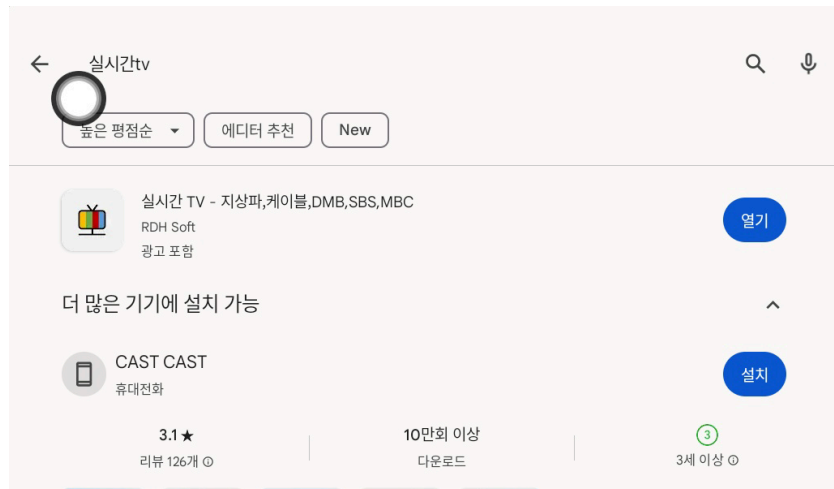 실시간tv
높은 평점순
에디터 추천
New
실시간 TV - 지상파,케이블,DMB,SBS,MBC
RDH Soft
광고 포함
열기
더 많은 기기에 설치 가능
CAST CAST
휴대전화
설치
3.1★
리뷰 126개
10만회 이상
다운로드
3
3세 이상